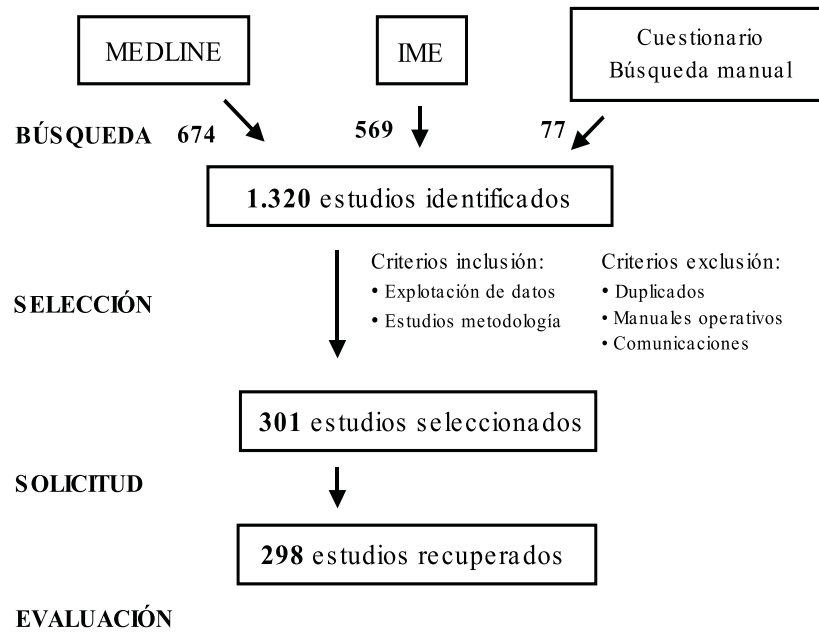 MEDLINE
IME
Cuestionario
Búsqueda manual
BÚSQUEDA 674 569 77
1.320 estudios identificados
SELECCIÓN
Criterios inclusión:
• Explotación de datos
• Estudios metodología
Criterios exclusión:
• Duplicados
• Manuales operativos
• Comunicaciones
301 estudios seleccionados
SOLICITUD
298 estudios recuperados
EVALUACIÓN